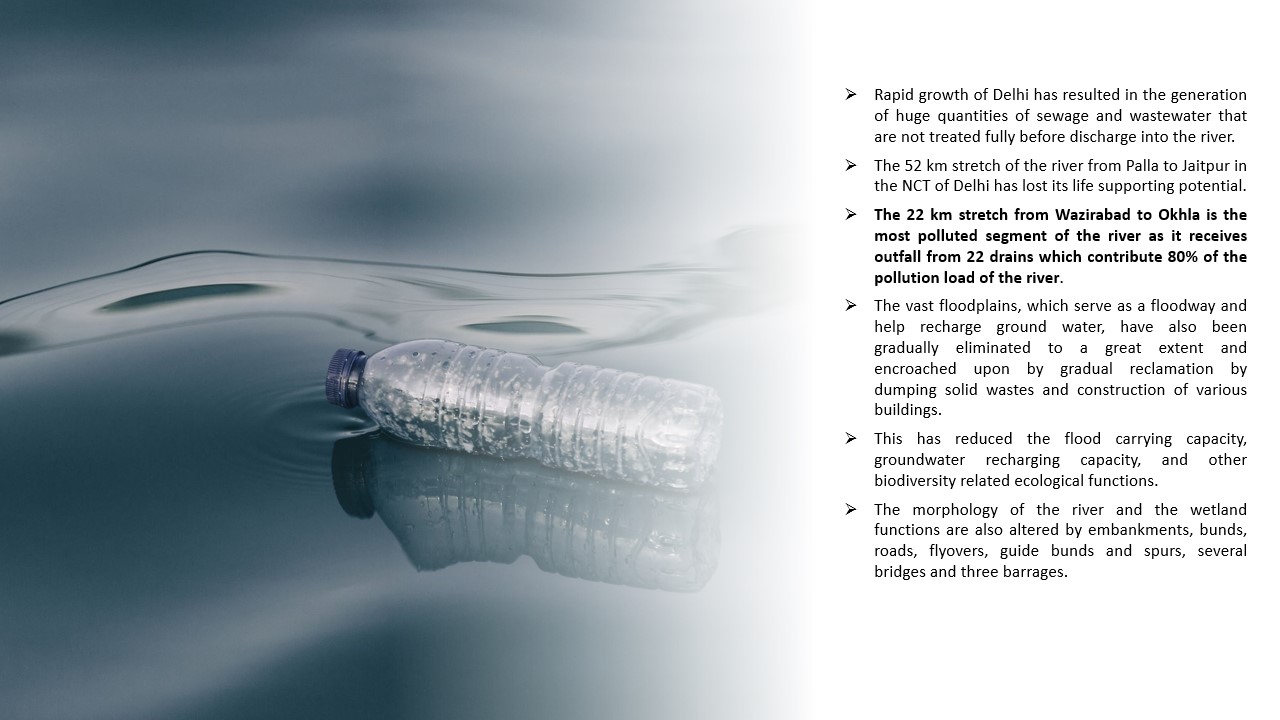 ➢ Rapid growth of Delhi has resulted in the generation
of huge quantities of sewage and wastewater that
are not treated fully before discharge into the river.
➢ The 52 km stretch of the river from Palla to Jaitpur in
the NCT of Delhi has lost its life supporting potential.
➢ The 22 km stretch from Wazirabad to Okhla is the
most polluted segment of the river as it receives
outfall from 22 drains which contribute 80% of the
pollution load of the river.
➢ The vast floodplains, which serve as a floodway and
help recharge ground water, have also been
gradually eliminated to a great extent and
encroached upon by gradual reclamation by
dumping solid wastes and construction of various
buildings.
➢ This has reduced the flood carrying capacity,
groundwater recharging capacity, and other
biodiversity related ecological functions.
➢ The morphology of the river and the wetland
functions are also altered by embankments, bunds,
roads, flyovers, guide bunds and spurs, several
bridges and three barrages.